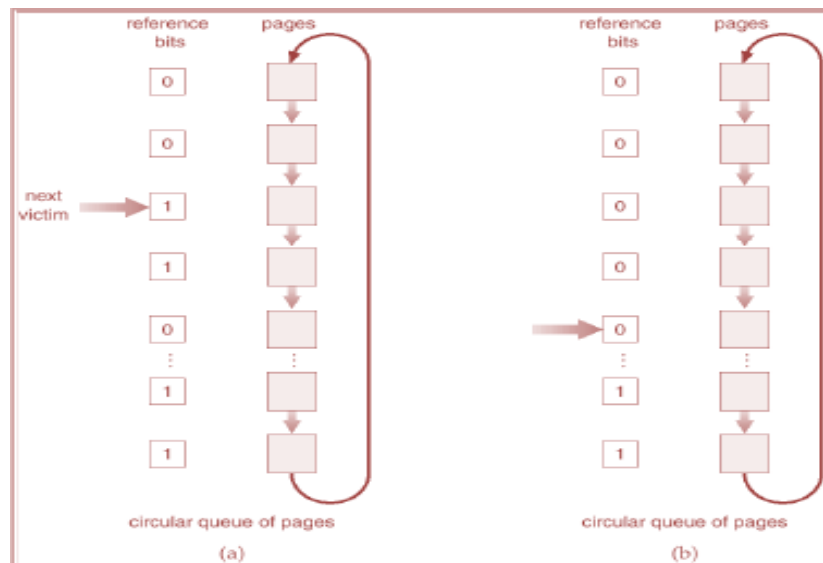 reference pages
bits
0
0
next
victim
1
1
0
1
1
circular queue of pages
(a)
reference pages
bits
0
0
0
0
0
1
1
circular queue of pages
(b)